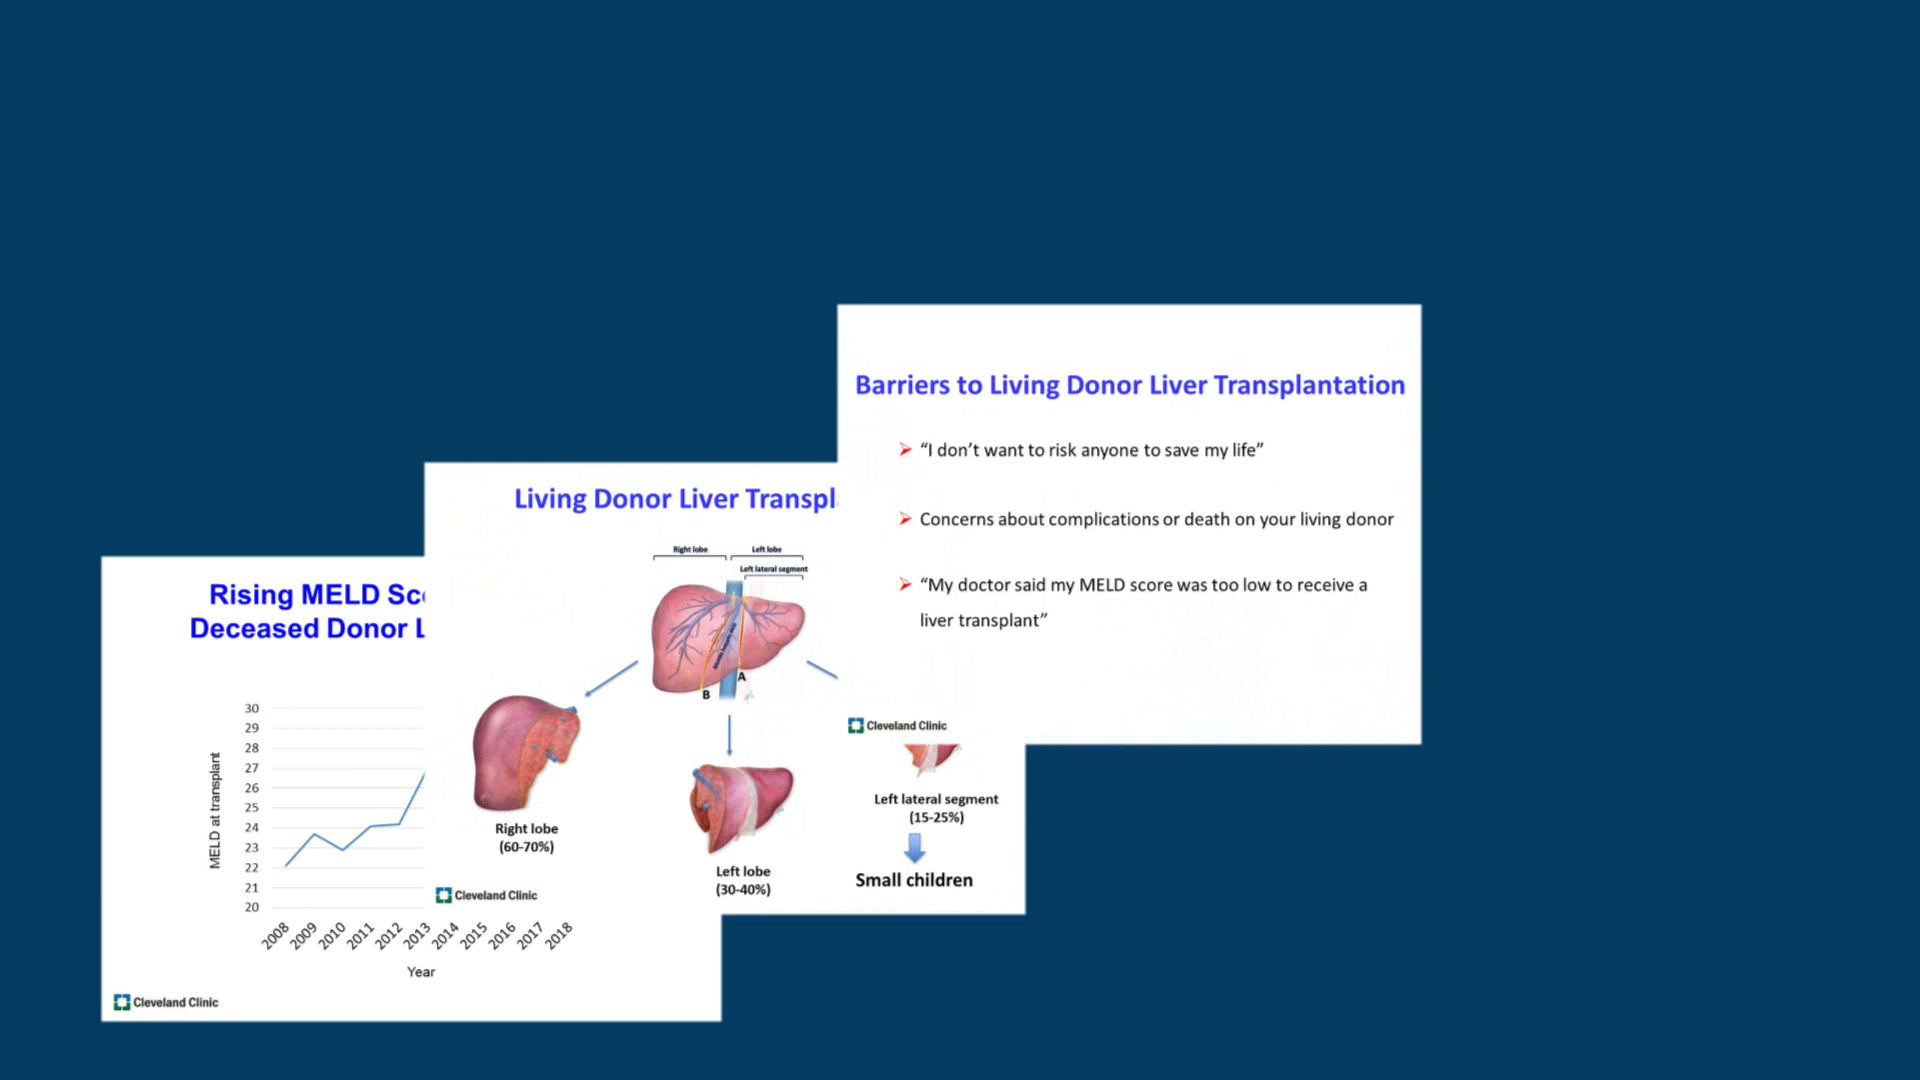 Barriers to Living Donor Liver Transplantation
“I don’t want to risk anyone to save my life”
Concerns about complications or death on your living donor
“My doctor said my MELD score was too low to receive a
liver transplant”
Cleveland Clinic
Living Donor Liver
Right lobe
Left lobe
Left lateral segment
B
A
Right lobe
(60-70%)
Left lobe
(30-40%)
Left lateral segment
(15-25%)
Small children
Cleveland Clinic
Rising MELD
Deceased Donor
MELD at transplant
30
29
28
27
26
25
24
23
22
21
20
2008
2009
2010
2011
2012
2013
2014
2015
2016
2017
2018
Year
Cleveland Clinic